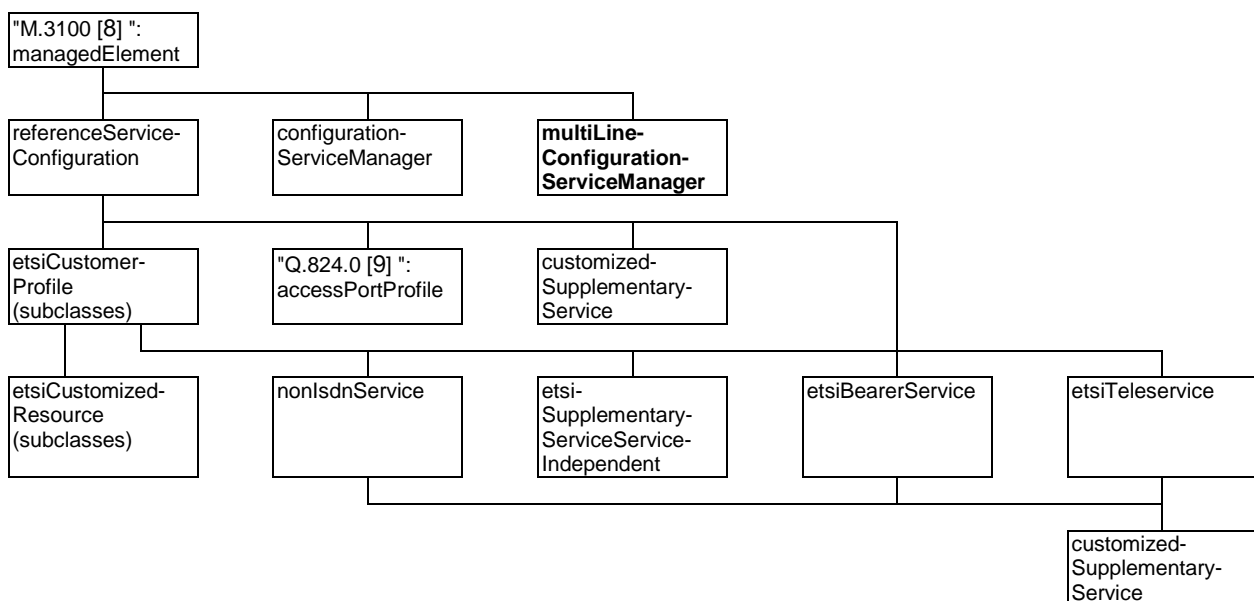 "M.3100 [8] ":
managedElement
referenceService-
Configuration
configuration-
ServiceManager
multiLine-
Configuration-
ServiceManager
etsiCustomer-
Profile
(subclasses)
"Q.824.0 [9] ":
accessPortProfile
customized-
Supplementary-
Service
etsiCustomized-
Resource
(subclasses)
nonIsdnService
etsi-
Supplementary-
ServiceService-
Independent
etsiBearerService
etsiTeleservice
customized-
Supplementary-
Service